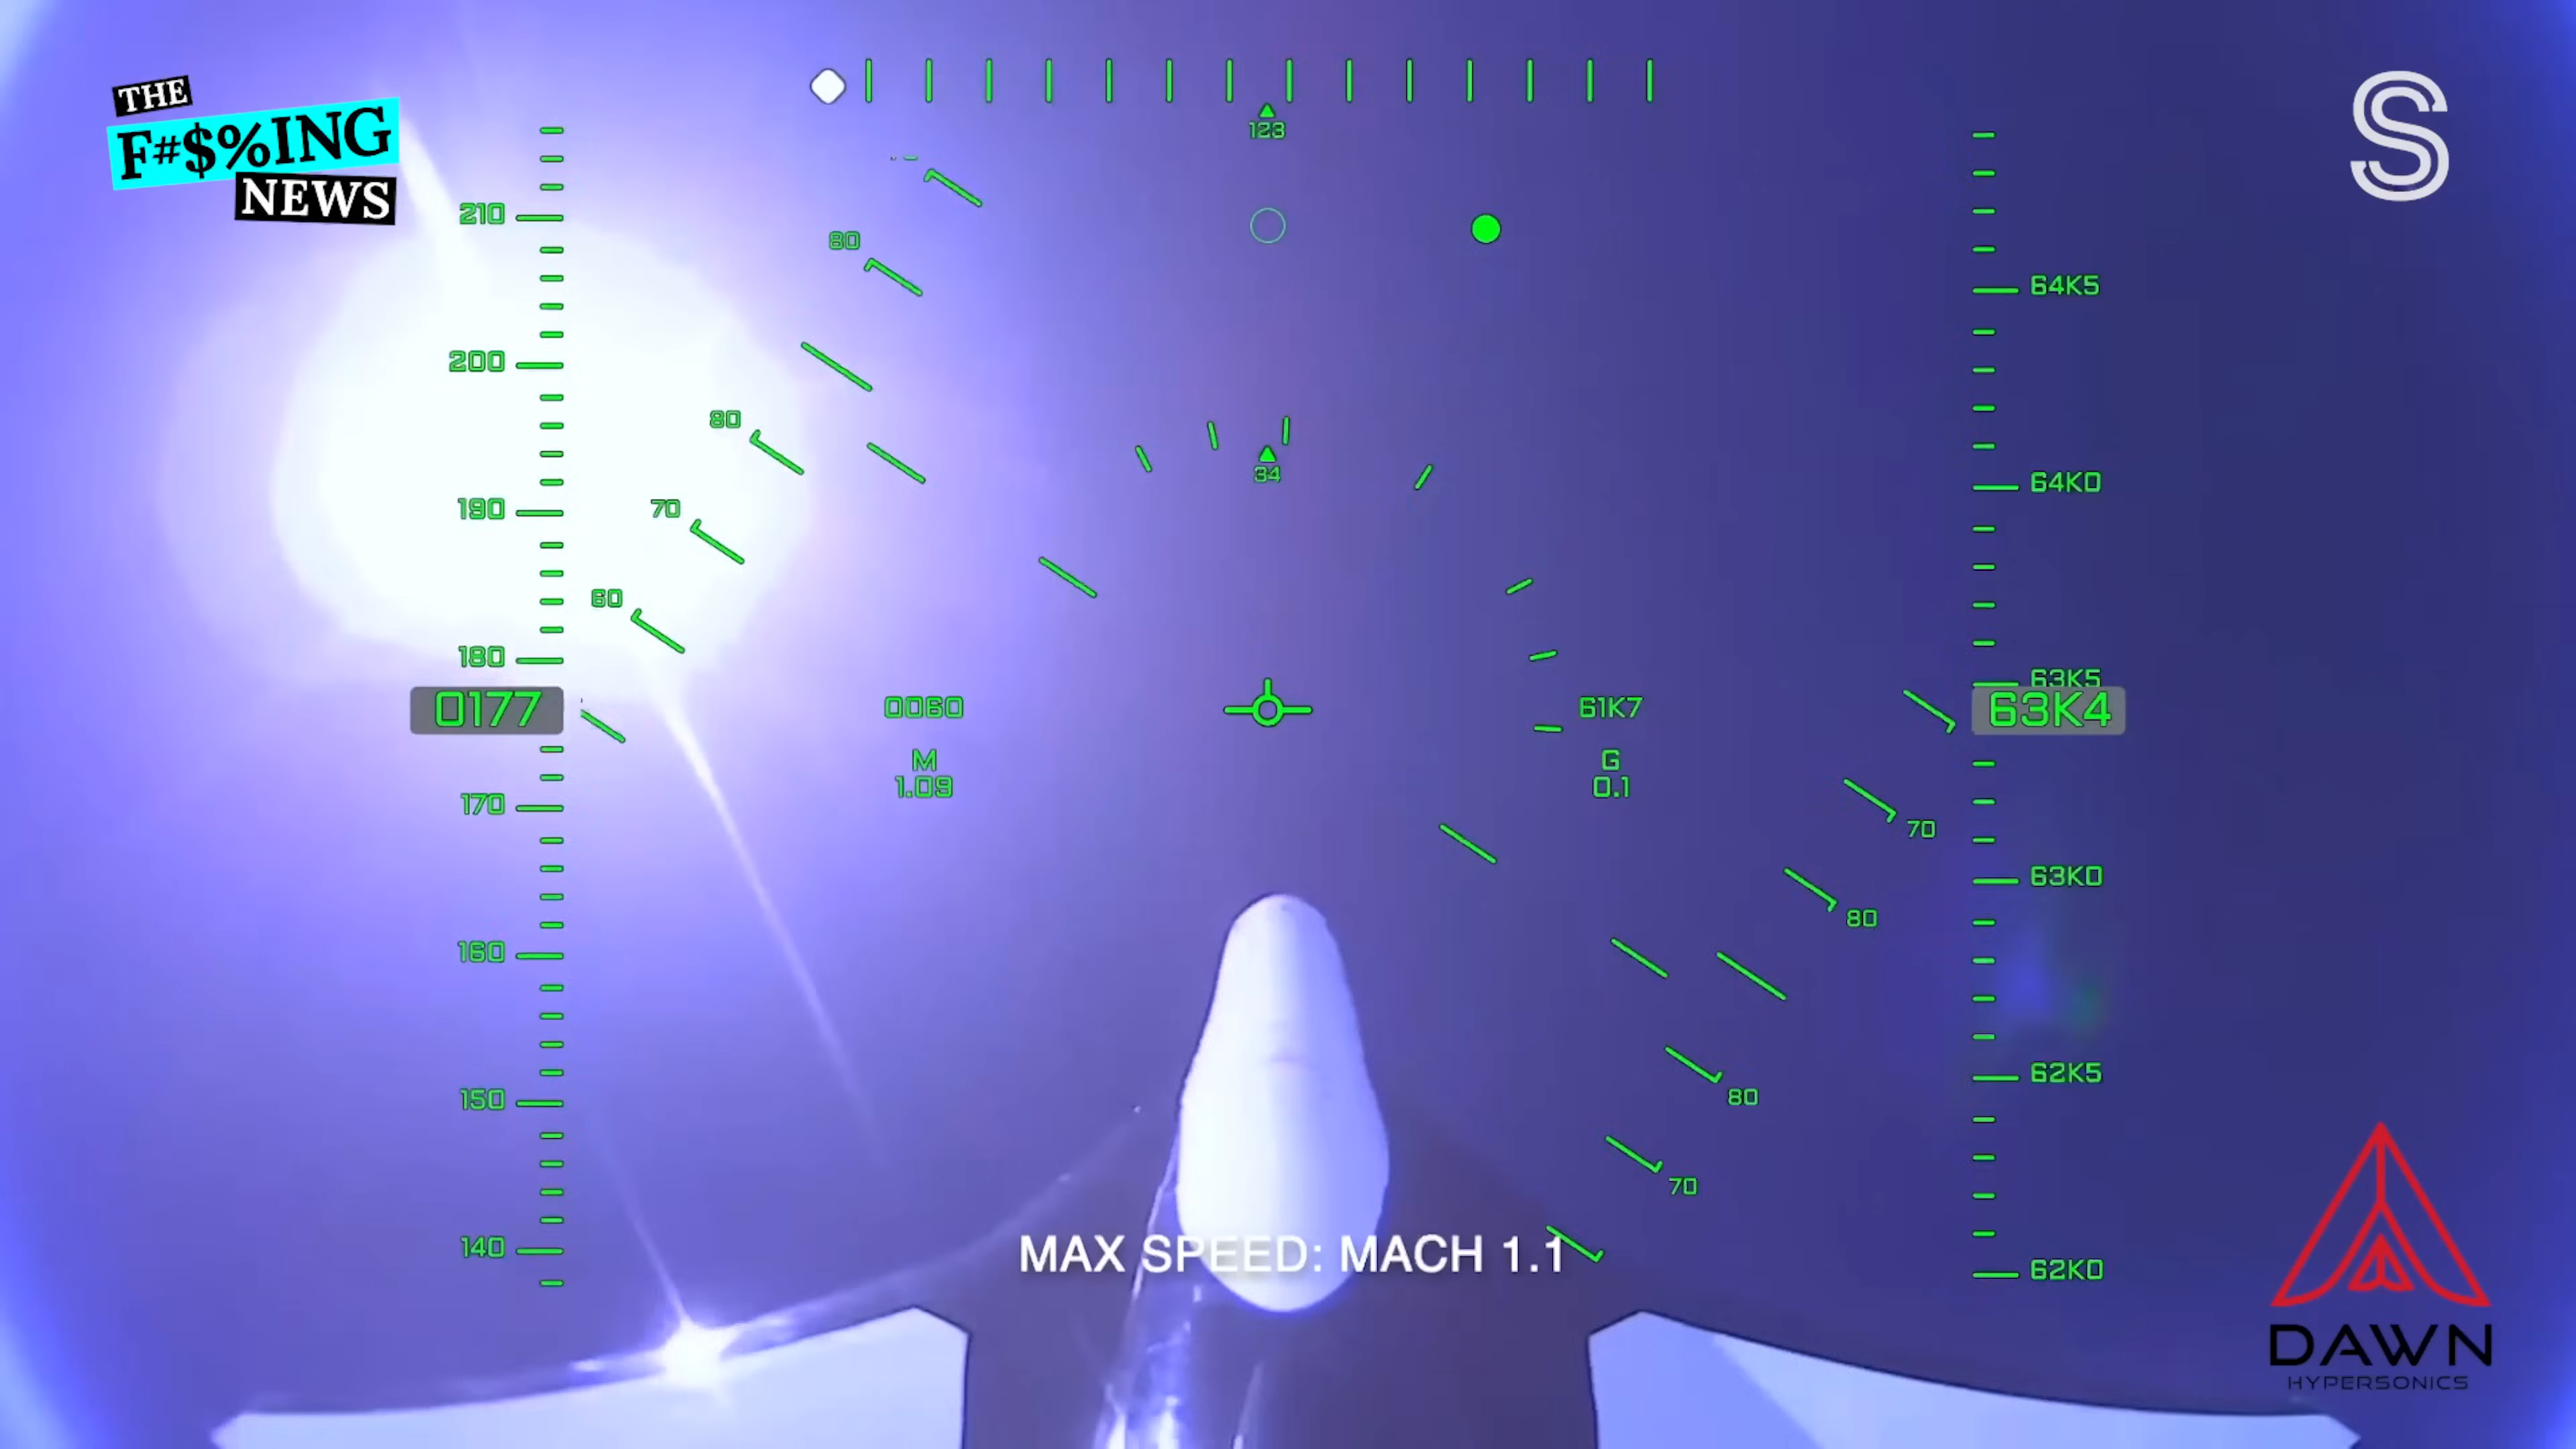 THE
F#$%ING
NEWS
S
123
210
80
64K5
200
80
34
64K0
190
70
60
180
63K5
0177
0060
61K7
63K4
M
G
1.09
0.1
170
70
63K0
80
160
62K5
150
80
70
140
MAX SPEED: MACH 1.1
62K0
DAWN
HYPERSONICS